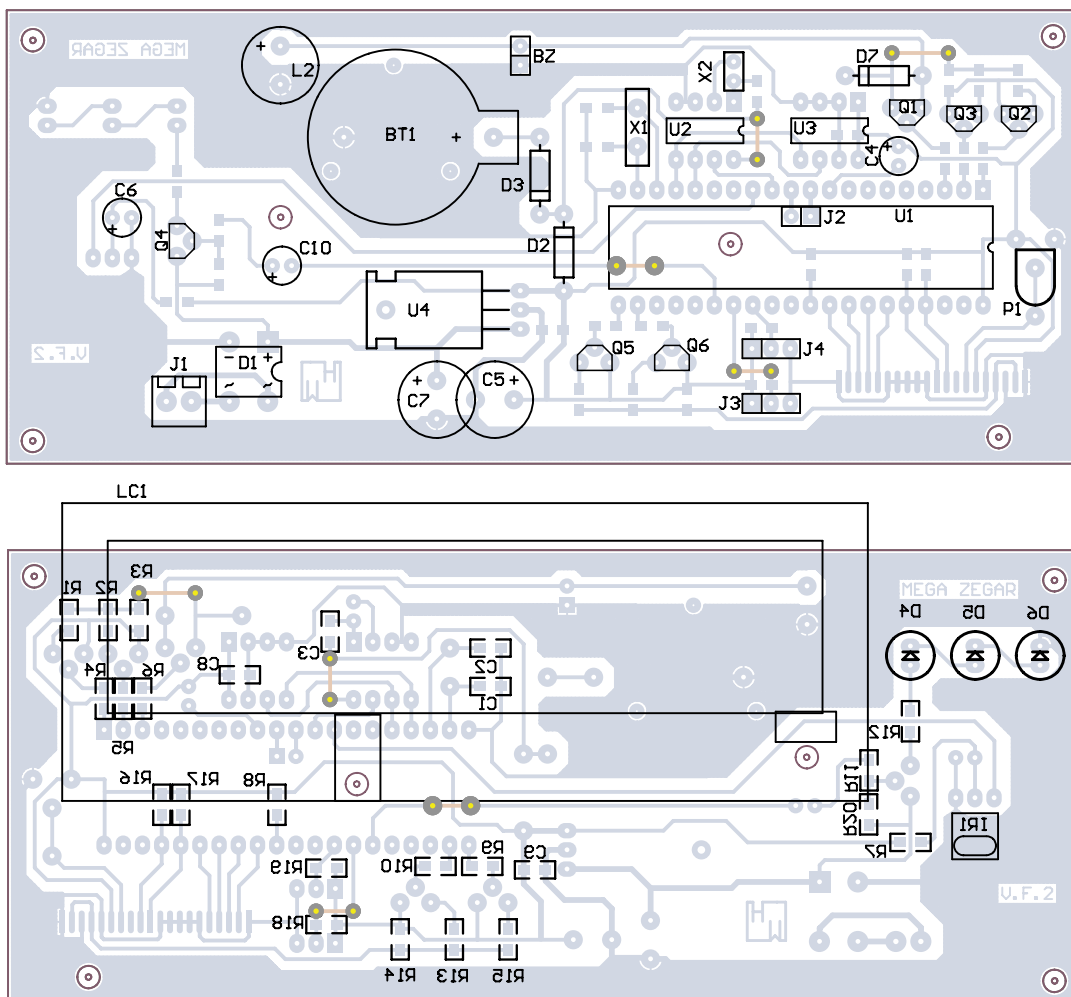 MEGA ZEGAR
L2
BZ
X2
D7
Q1
Q3
Q2
BT1
+
X1
U2
U3
C4
D3
C6
Q4
C10
D2
J2
U1
P1
U4
V.F.2
J1
- D1 +
~ ~
C7
C5
Q5
Q6
J4
J3
LC1
R1
R2
R3
MEGA ZEGAR
D4
D5
D6
R4
R6
C8
C3
C2
C1
R5
R12
R11
R16
R17
R8
R20
IR1
R7
R19
R10
R9
C9
V.F.2
R18
R14
R13
R15